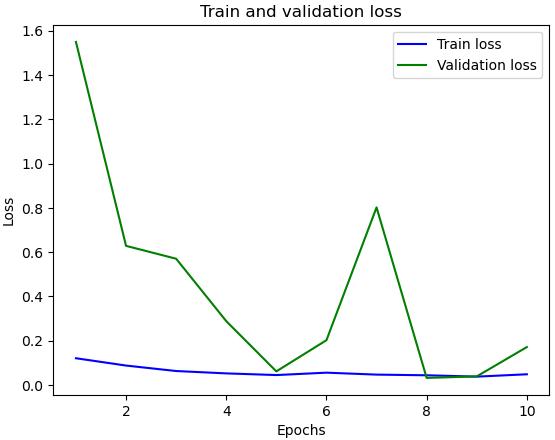 Train and validation loss
Train loss
Validation loss
1.6
1.4
1.2
1.0
0.8
0.6
0.4
0.2
0.0
Loss
2
4
6
8
10
Epochs